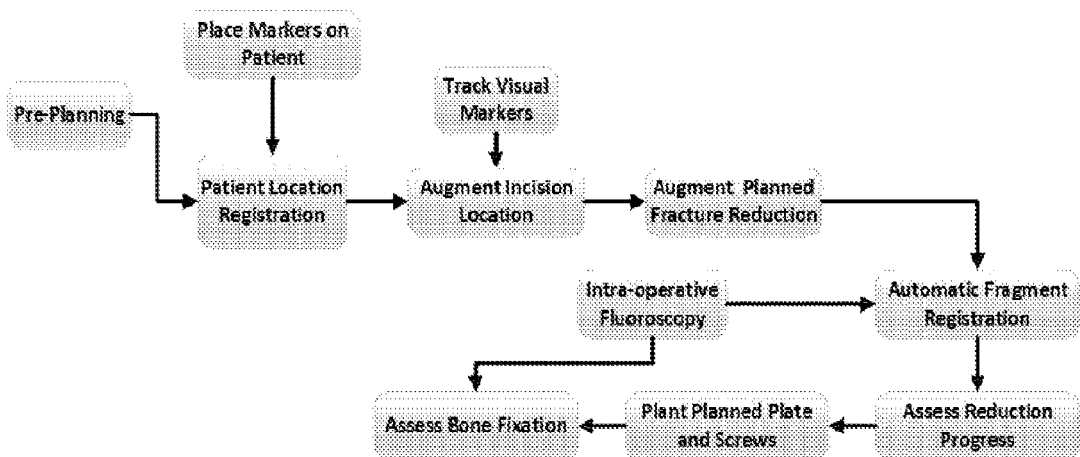 Place Markers on
Patient
Pre-Planning
Track Visual
Markers
Patient Location
Registration
Augment Incision
Location
Augment Planned
Fracture Reduction
Intra-operative
Fluoroscopy
Automatic Fragment
Registration
Assess Bone Fixation
Plant Planned Plate
and Screws
Assess Reduction
Progress